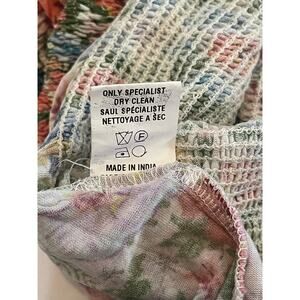 ONLY SPECIALIST
DRY CLEAN
SAUL SPÉCIALISTE
NETTOYAGE A SEC
F
MADE IN INDIA